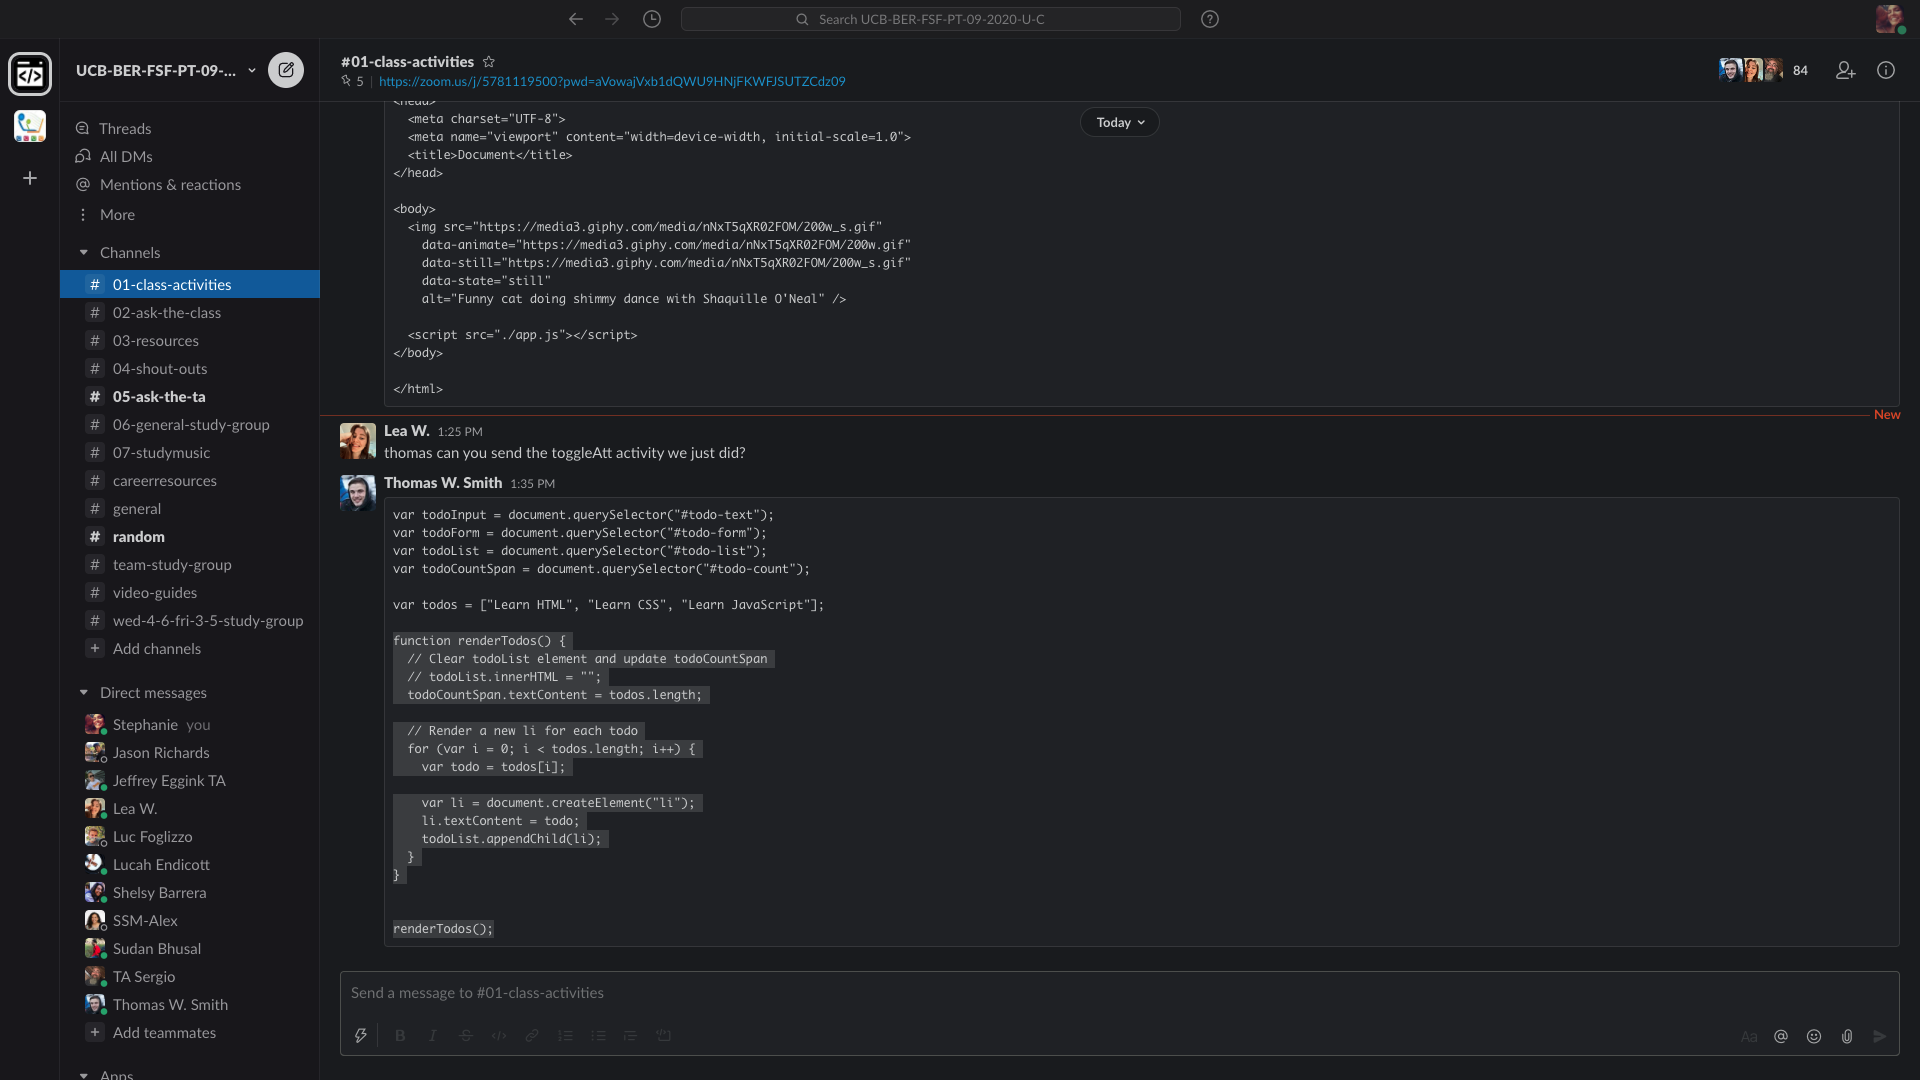 Search UCB-BER-FSF-PT-09-2020-U-C
UCB-BER-FSF-PT-09-...
Threads
All DMs
Mentions & reactions
More
Channels
# 01-class-activities
# 02-ask-the-class
# 03-resources
# 04-shout-outs
# 05-ask-the-ta
# 06-general-study-group
# 07-studymusic
# careerresources
# general
# random
# team-study-group
# video-guides
# wed-4-6-fri-3-5-study-group
+ Add channels
Direct messages
Stephanie you
Jason Richards
Jeffrey Eggink TA
Lea W.
Luc Foglizzo
Lucah Endicott
Shelsy Barrera
SSM-Alex
Sudan Bhusal
TA Sergio
Thomas W. Smith
+ Add teammates
Apps
#01-class-activities
5 | https://zoom.us/j/5781119500?pwd=aVowajVxb1dQWU9HNjFKWFJSUTZCdz09
84
Today
<head>
<meta charset="UTF-8">
<meta name="viewport" content="width=device-width, initial-scale=1.0">
<title>Document</title>
</head>
<body>
<img src="https://media3.giphy.com/media/nNxT5qXR02FOM/200w_s.gif"
data-animate="https://media3.giphy.com/media/nNxT5qXR02FOM/200w.gif"
data-still="https://media3.giphy.com/media/nNxT5qXR02FOM/200w_s.gif"
data-state="still"
alt="Funny cat doing shimmy dance with Shaquille O'Neal" />
<script src="./app.js"></script>
</body>
</html>
New
Lea W. 1:25 PM
thomas can you send the toggleAtt activity we just did?
Thomas W. Smith 1:35 PM
var todoInput = document.querySelector("#todo-text");
var todoForm = document.querySelector("#todo-form");
var todoList = document.querySelector("#todo-list");
var todoCountSpan = document.querySelector("#todo-count");
var todos = ["Learn HTML", "Learn CSS", "Learn JavaScript"];
function renderTodos() {
// Clear todoList element and update todoCountSpan
// todoList.innerHTML = "";
todoCountSpan.textContent = todos.length;
// Render a new li for each todo
for (var i = 0; i < todos.length; i++) {
var todo = todos[i];
var li = document.createElement("li");
li.textContent = todo;
todoList.appendChild(li);
}
}
renderTodos();
Send a message to #01-class-activities
Aa